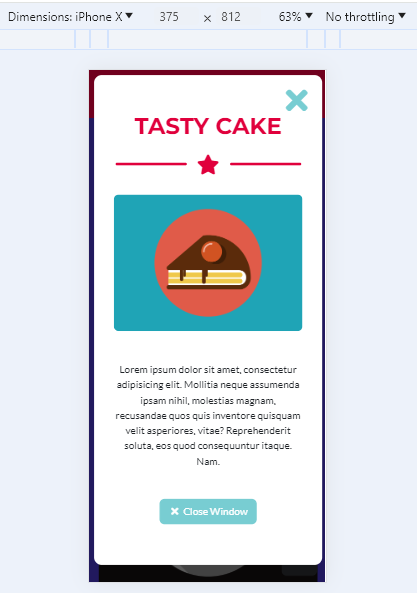 Dimensions: iPhone X 375 × 812 63% No throttling
TASTY CAKE
Lorem ipsum dolor sit amet, consectetur
adipisicing elit. Mollitia neque assumenda
ipsam nihil, molestias magnam,
recusandae quos quis inventore quisquam
velit asperiores, vitae? Reprehenderit
soluta, eos quod consequuntur itaque.
Nam.
Close Window